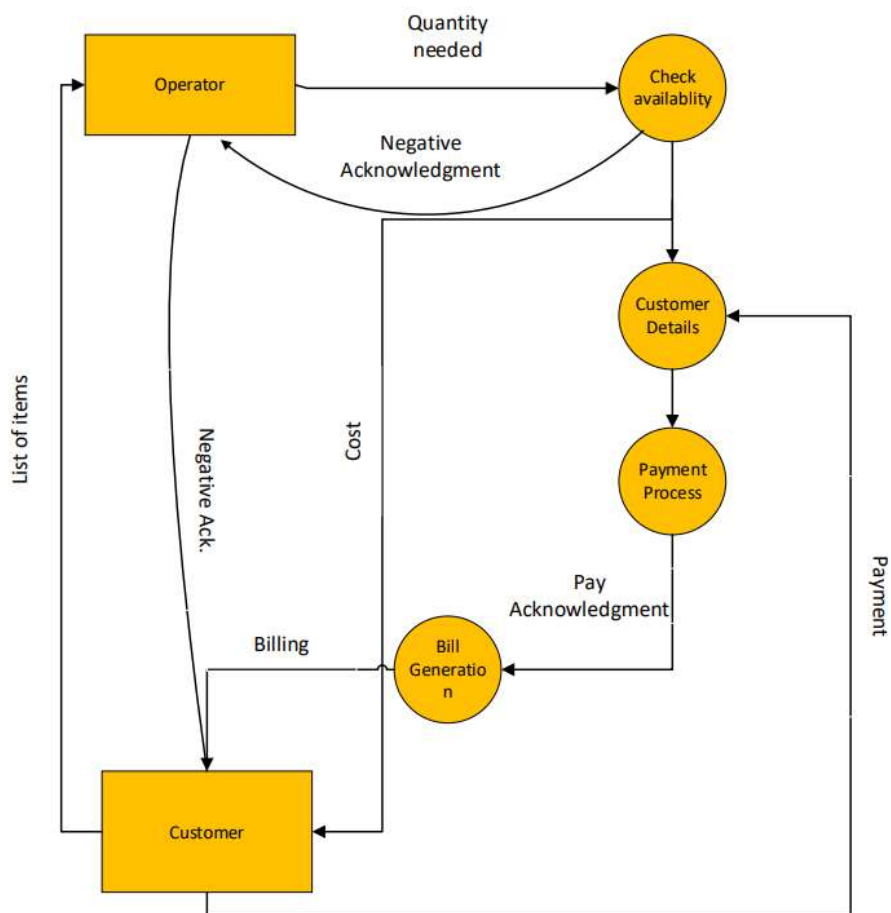 Quantity
needed
Operator
Check
availablity
Negative
Acknowledgment
Customer
Details
List of items
Negative Ack.
Cost
Payment
Process
Payment
Pay
Acknowledgment
Billing
Bill
Generatio
n
Customer